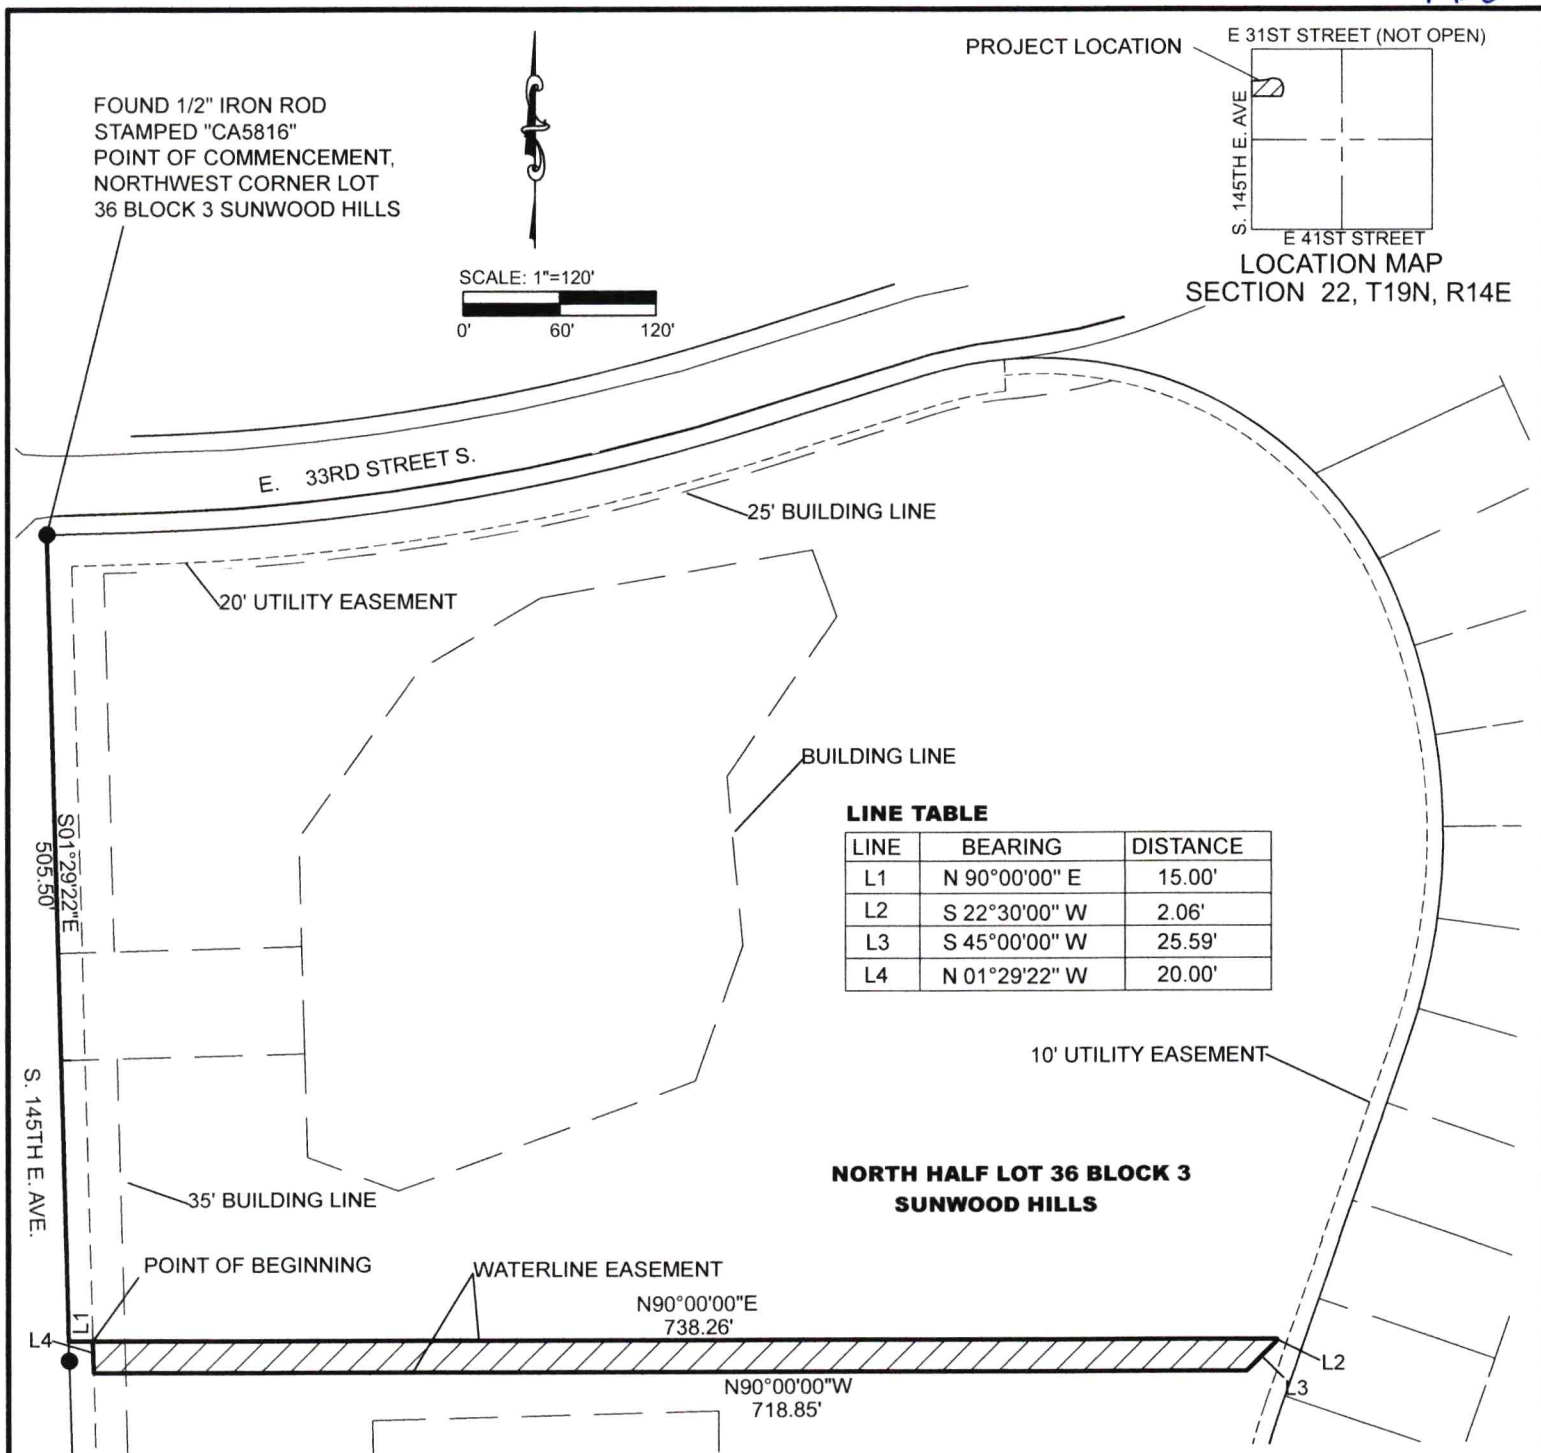 PROJECT LOCATION
E 31ST STREET (NOT OPEN)
S. 145TH E. AVE
E 41ST STREET
LOCATION MAP
SECTION 22, T19N, R14E
FOUND 1/2" IRON ROD
STAMPED "CA5816"
POINT OF COMMENCEMENT,
NORTHWEST CORNER LOT
36 BLOCK 3 SUNWOOD HILLS
SCALE: 1"=120'
0' 60' 120'
E. 33RD STREET S.
25' BUILDING LINE
20' UTILITY EASEMENT
BUILDING LINE
S01°29'22"E
505.50'
LINE TABLE
LINE BEARING DISTANCE
L1 N 90°00'00" E 15.00'
L2 S 22°30'00" W 2.06'
L3 S 45°00'00" W 25.59'
L4 N 01°29'22" W 20.00'
10' UTILITY EASEMENT
S. 145TH E. AVE.
NORTH HALF LOT 36 BLOCK 3
SUNWOOD HILLS
35' BUILDING LINE
POINT OF BEGINNING
WATERLINE EASEMENT
N90°00'00"E
738.26'
L1
L4
L2
L3
N90°00'00"W
718.85'